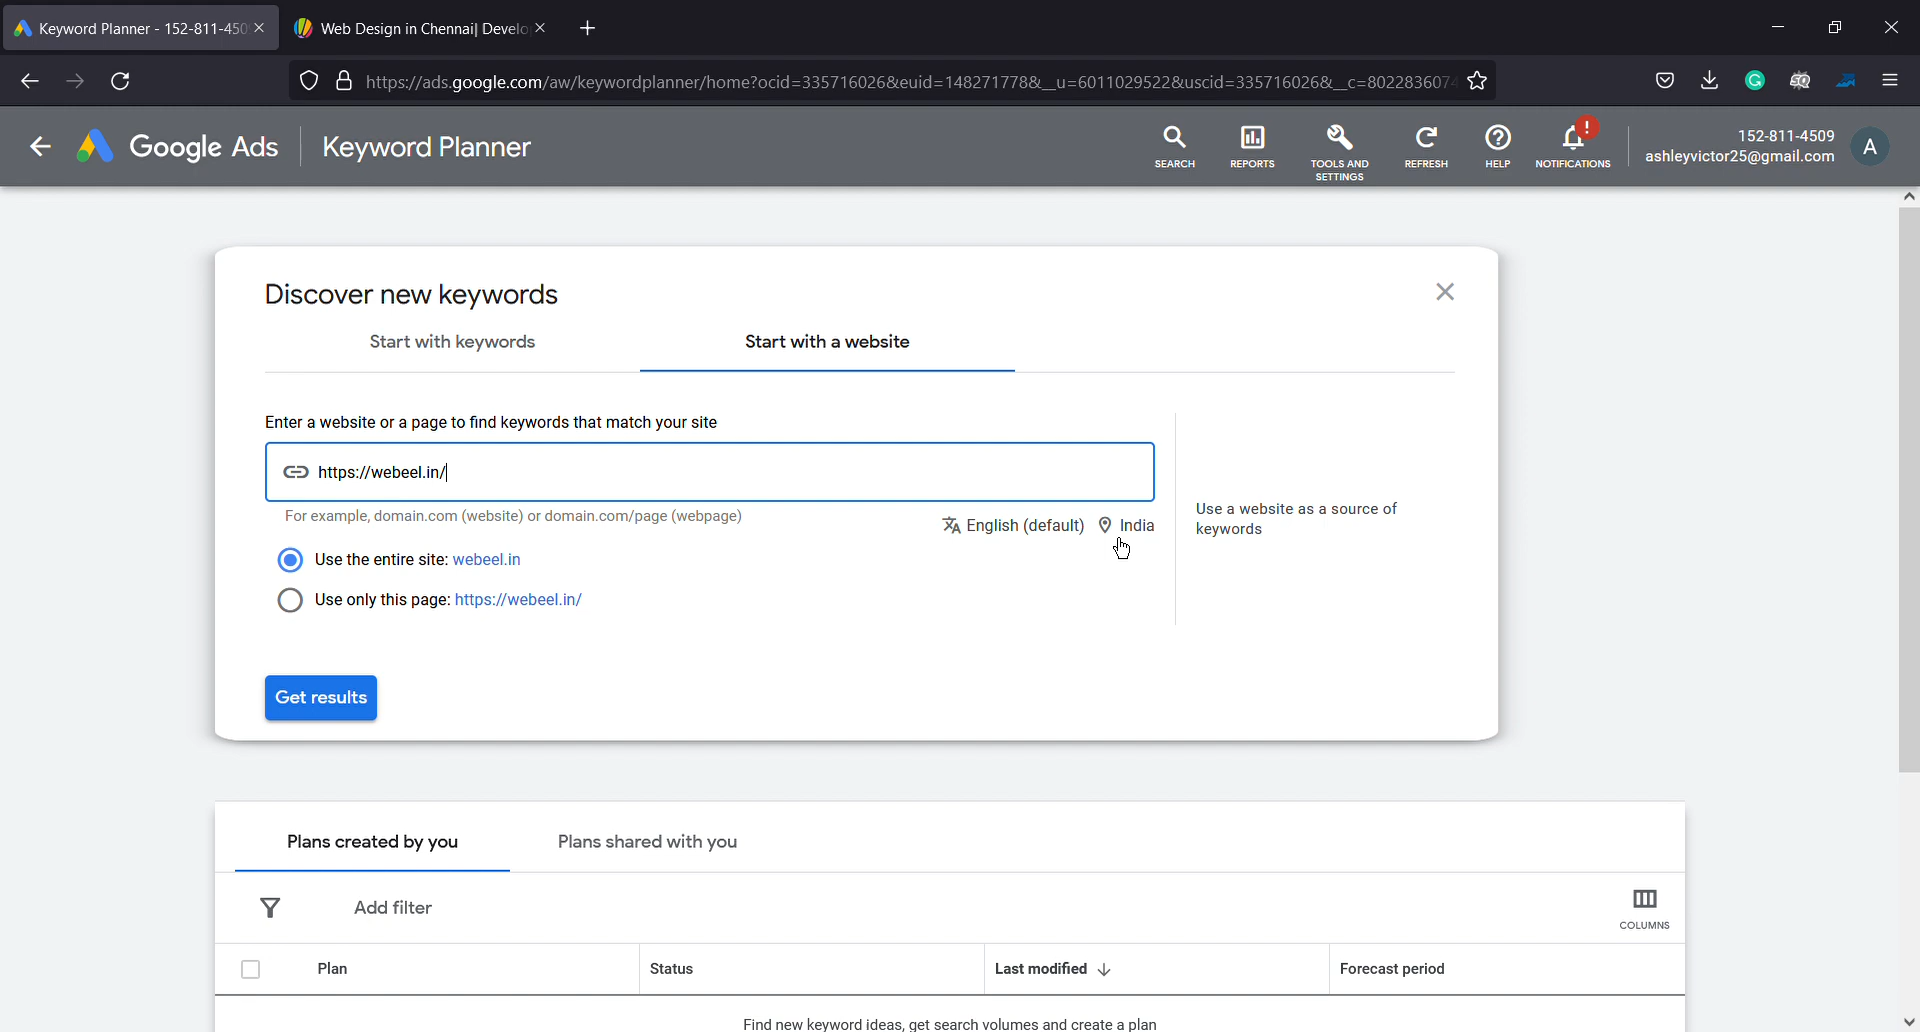 Keyword Planner - 152-811-450
Web Design in Chennai| Develo
https://ads.google.com/aw/keywordplanner/home?ocid=335716026&euid=148271778&__u=6011029522&uscid=335716026&__c=8022836074
Google Ads
Keyword Planner
SEARCH
REPORTS
TOOLS AND
SETTINGS
REFRESH
HELP
!
NOTIFICATIONS
152-811-4509
ashleyvictor25@gmail.com
A
Discover new keywords
Start with keywords
Start with a website
Enter a website or a page to find keywords that match your site
https://webeel.in/
For example, domain.com (website) or domain.com/page (webpage)
English (default)
India
Use a website as a source of
keywords
Use the entire site: webeel.in
Use only this page: https://webeel.in/
Get results
Plans created by you
Plans shared with you
Add filter
COLUMNS
Plan
Status
Last modified
Forecast period
Find new keyword ideas, get search volumes and create a plan